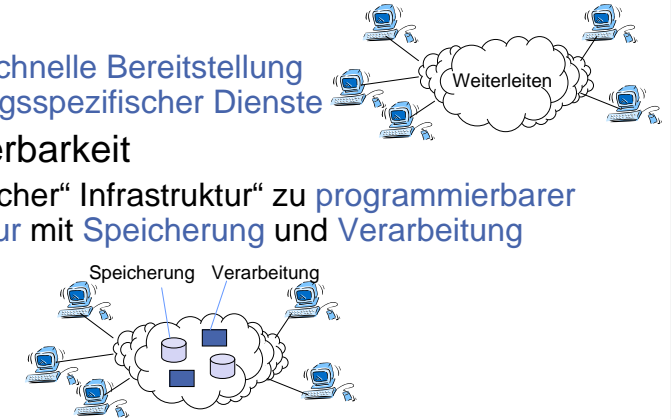 chnelle Bereitstellung
gsspezifischer Dienste
Weiterleiten
erbarkeit
cher“ Infrastruktur“ zu programmierbarer
ur mit Speicherung und Verarbeitung
Speicherung Verarbeitung